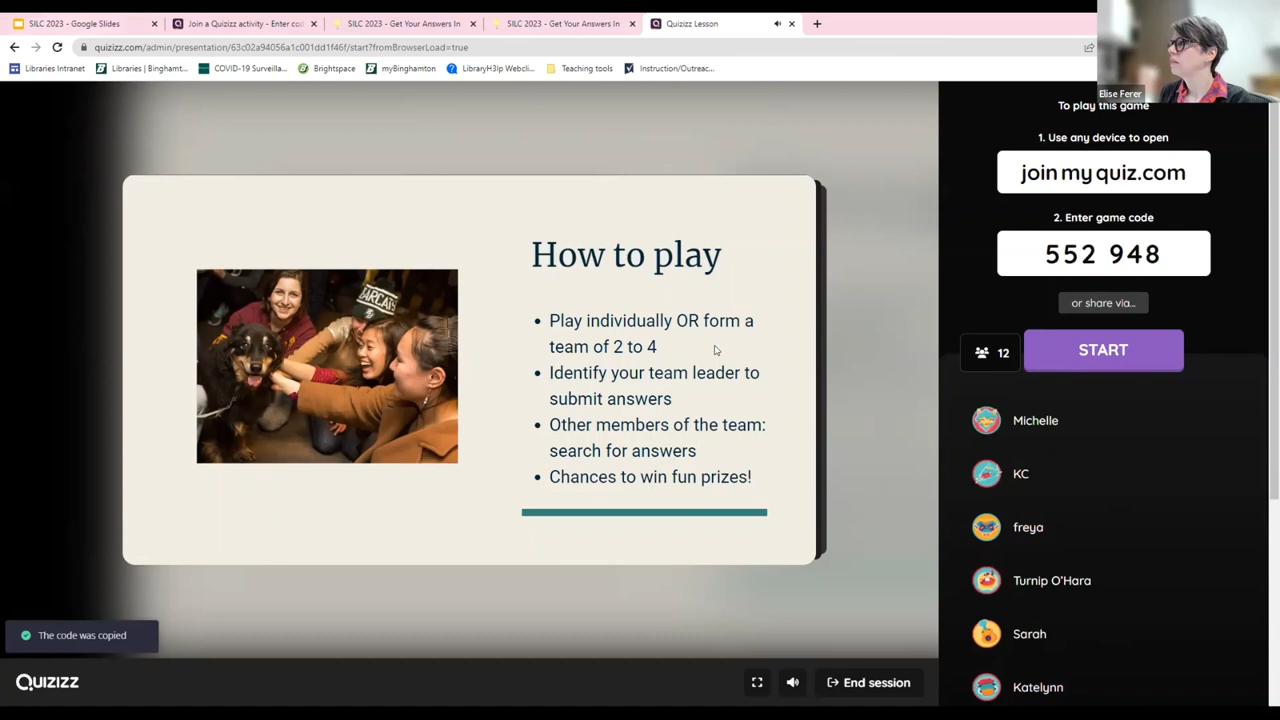 SILC 2023 - Google Slides
Join a Quizizz activity - Enter cod
SILC 2023 - Get Your Answers In
SILC 2023 - Get Your Answers In
Quizizz Lesson
quizizz.com/admin/presentation/63c02a94056a1c001dd1f46f/start?fromBrowserLoad=true
Libraries Intranet
Libraries | Binghamt...
COVID-19 Surveilla...
Brightspace
myBinghamton
LibraryH3lp Webcli...
Teaching tools
Instruction/Outreac...
Elise Ferer
To play this game
1. Use any device to open
joinmyquiz.com
2. Enter game code
552 948
or share via...
12
START
Michelle
KC
freya
Turnip O'Hara
Sarah
Katelynn
How to play
• Play individually OR form a
team of 2 to 4
• Identify your team leader to
submit answers
• Other members of the team:
search for answers
• Chances to win fun prizes!
BEARCATS
The code was copied
Quizizz
End session